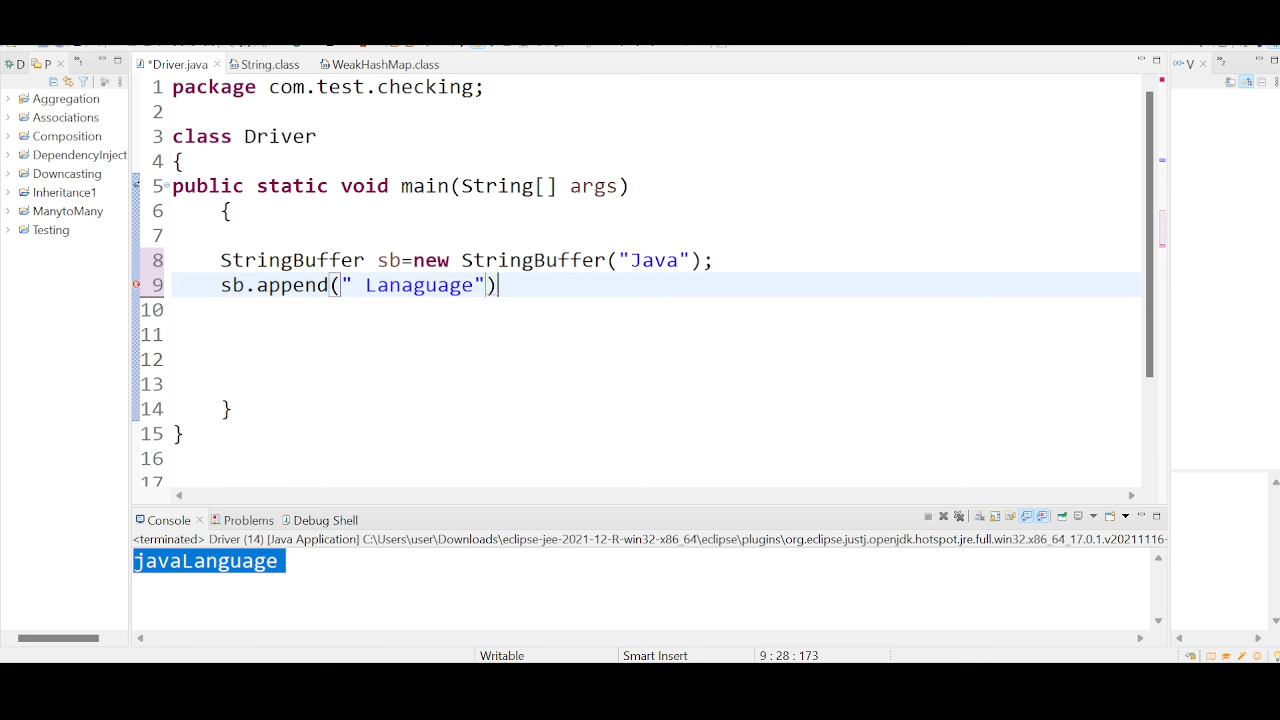 D P »1 *Driver.java String.class WeakHashMap.class V »2
Aggregation
Associations
Composition
DependencyInject
Downcasting
Inheritance1
ManytoMany
Testing
1 package com.test.checking;
2
3 class Driver
4 {
5 public static void main(String[] args)
6 {
7
8 StringBuffer sb=new StringBuffer("Java");
9 sb.append(" Lanaguage")
10
11
12
13
14 }
15 }
16
17
Console Problems Debug Shell
<terminated> Driver (14) [Java Application] C:\Users\user\Downloads\eclipse-jee-2021-12-R-win32-x86_64\eclipse\plugins\org.eclipse.justj.openjdk.hotspot.jre.full.win32.x86_64_17.0.1.v20211116-
javaLanguage
Writable Smart Insert 9 : 28 : 173